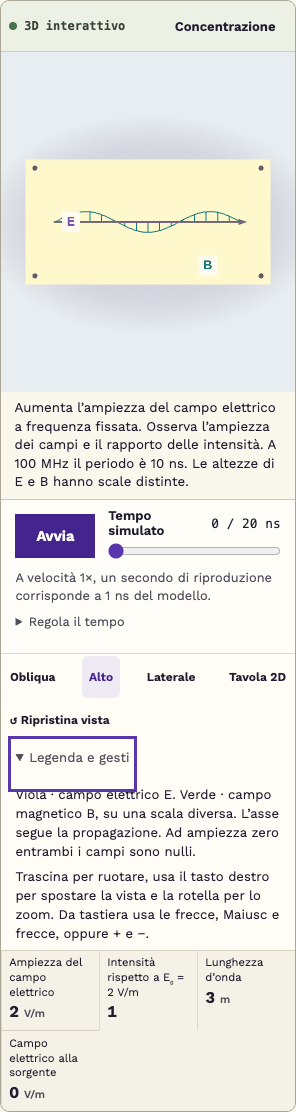 3D interattivo
Concentrazione
E
B
Aumenta l’ampiezza del campo elettrico
a frequenza fissata. Osserva l’ampiezza
dei campi e il rapporto delle intensità. A
100 MHz il periodo è 10 ns. Le altezze di
E e B hanno scale distinte.
Avvia
Tempo
simulato
0 / 20 ns
A velocità 1×, un secondo di riproduzione
corrisponde a 1 ns del modello.
▶ Regola il tempo
Obliqua
Alto
Laterale
Tavola 2D
↺ Ripristina vista
▼ Legenda e gesti
Viola · campo elettrico E. Verde · campo
magnetico B, su una scala diversa. L’asse
segue la propagazione. Ad ampiezza zero
entrambi i campi sono nulli.
Trascina per ruotare, usa il tasto destro
per spostare la vista e la rotella per lo
zoom. Da tastiera usa le frecce, Maiusc e
frecce, oppure + e −.
Ampiezza del
campo
elettrico
2 V/m
Intensità
rispetto a E₀ =
2 V/m
1
Lunghezza
d’onda
3 m
Campo
elettrico alla
sorgente
0 V/m